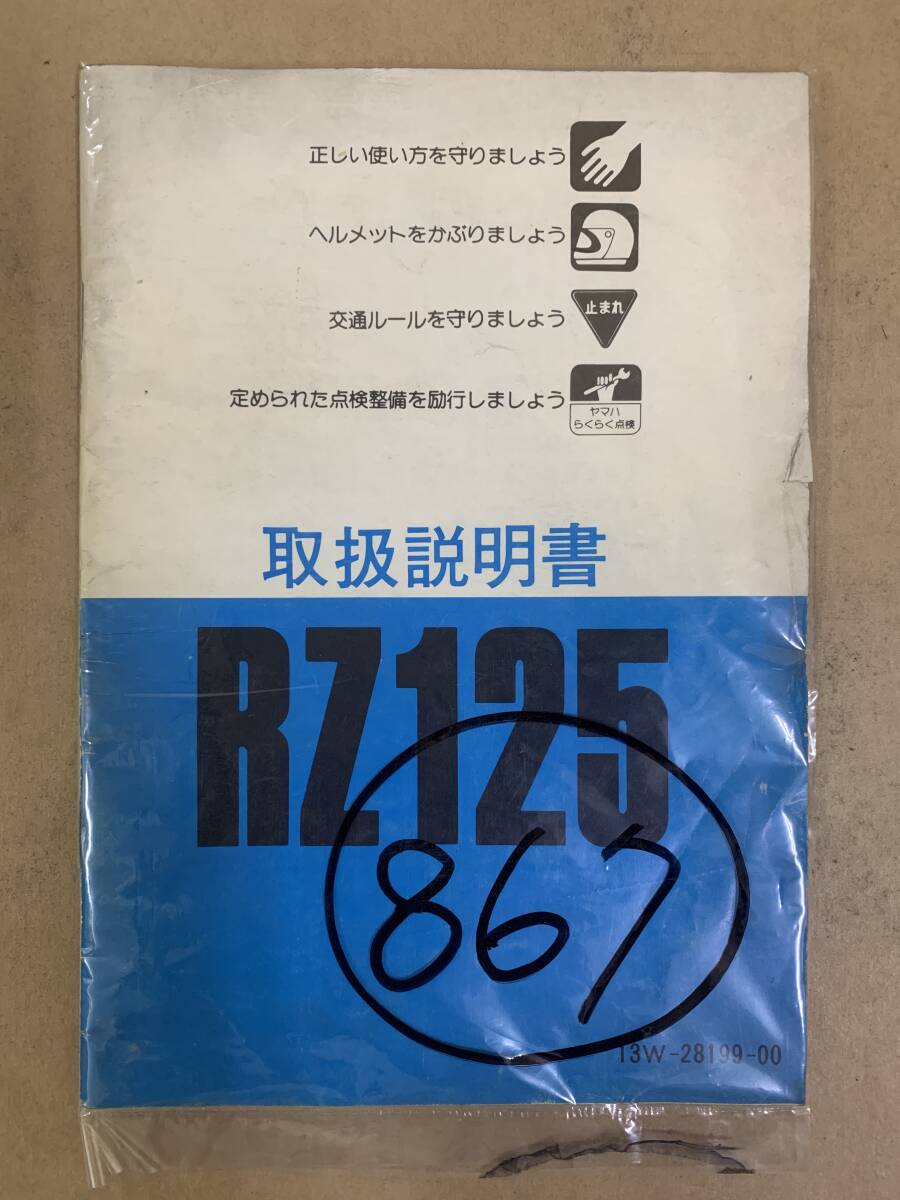 正しい使い方を守りましょう
ヘルメットをかぶりましょう
交通ルールを守りましょう
止まれ
定められた点検整備を励行しましょう
ヤマハ
らくらく点検
取扱説明書
RZ125
867
13W-28199-00